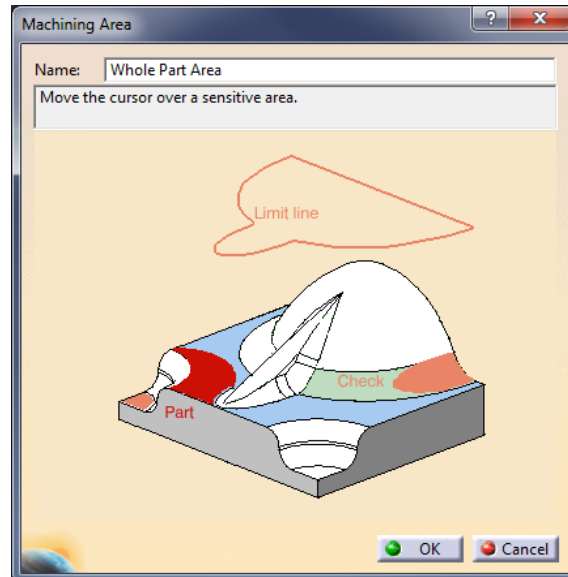 Machining Area
? X
Name: Whole Part Area
Move the cursor over a sensitive area.
Limit line
Check
Part
OK Cancel